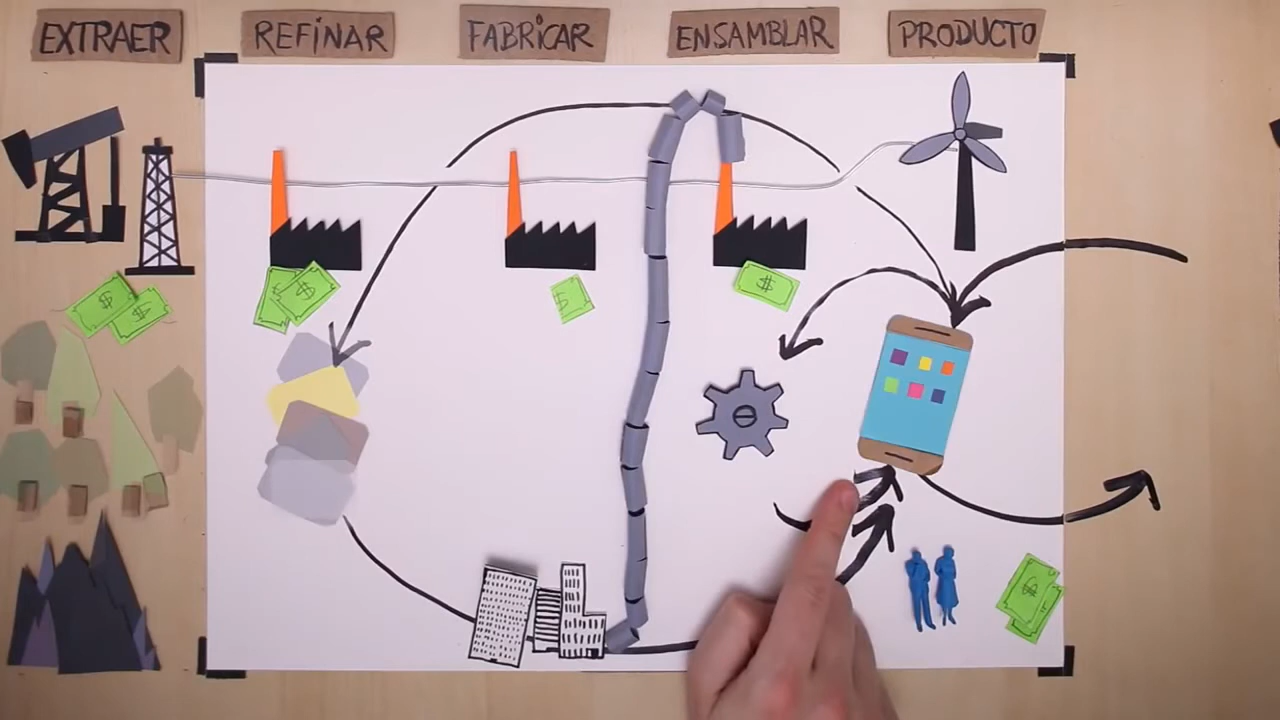 EXTRAER
REFINAR
FABRICAR
ENSAMBLAR
PRODUCTO
$
$
$
$
$
$
$